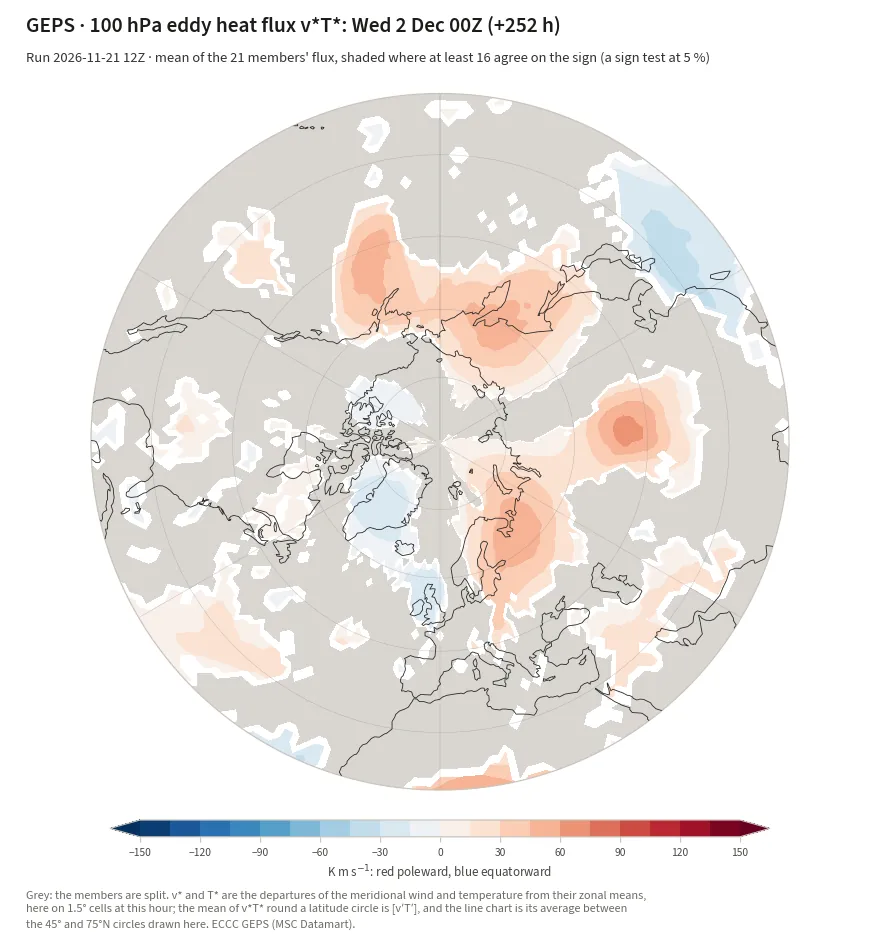 GEPS · 100 hPa eddy heat flux v*T*: Wed 2 Dec 00Z (+252 h)
Run 2026-11-21 12Z · mean of the 21 members' flux, shaded where at least 16 agree on the sign (a sign test at 5 %)
−150 −120 −90 −60 −30 0 30 60 90 120 150
K m s⁻¹: red poleward, blue equatorward
Grey: the members are split. v* and T* are the departures of the meridional wind and temperature from their zonal means,
here on 1.5° cells at this hour; the mean of v*T* round a latitude circle is [v'T'], and the line chart is its average between
the 45° and 75°N circles drawn here. ECCC GEPS (MSC Datamart).